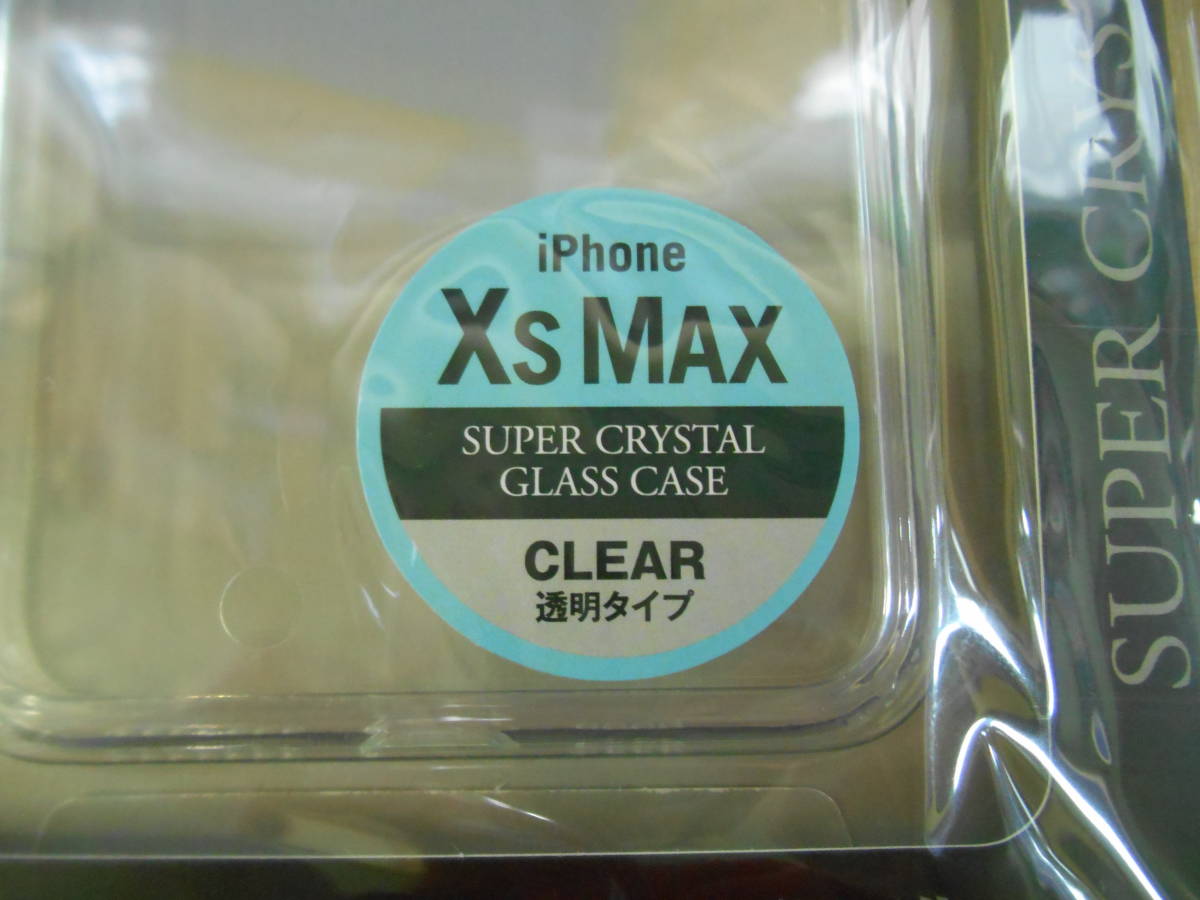 iPhone
XS MAX
SUPER CRYSTAL
GLASS CASE
CLEAR
透明タイプ
SUPER CRYS